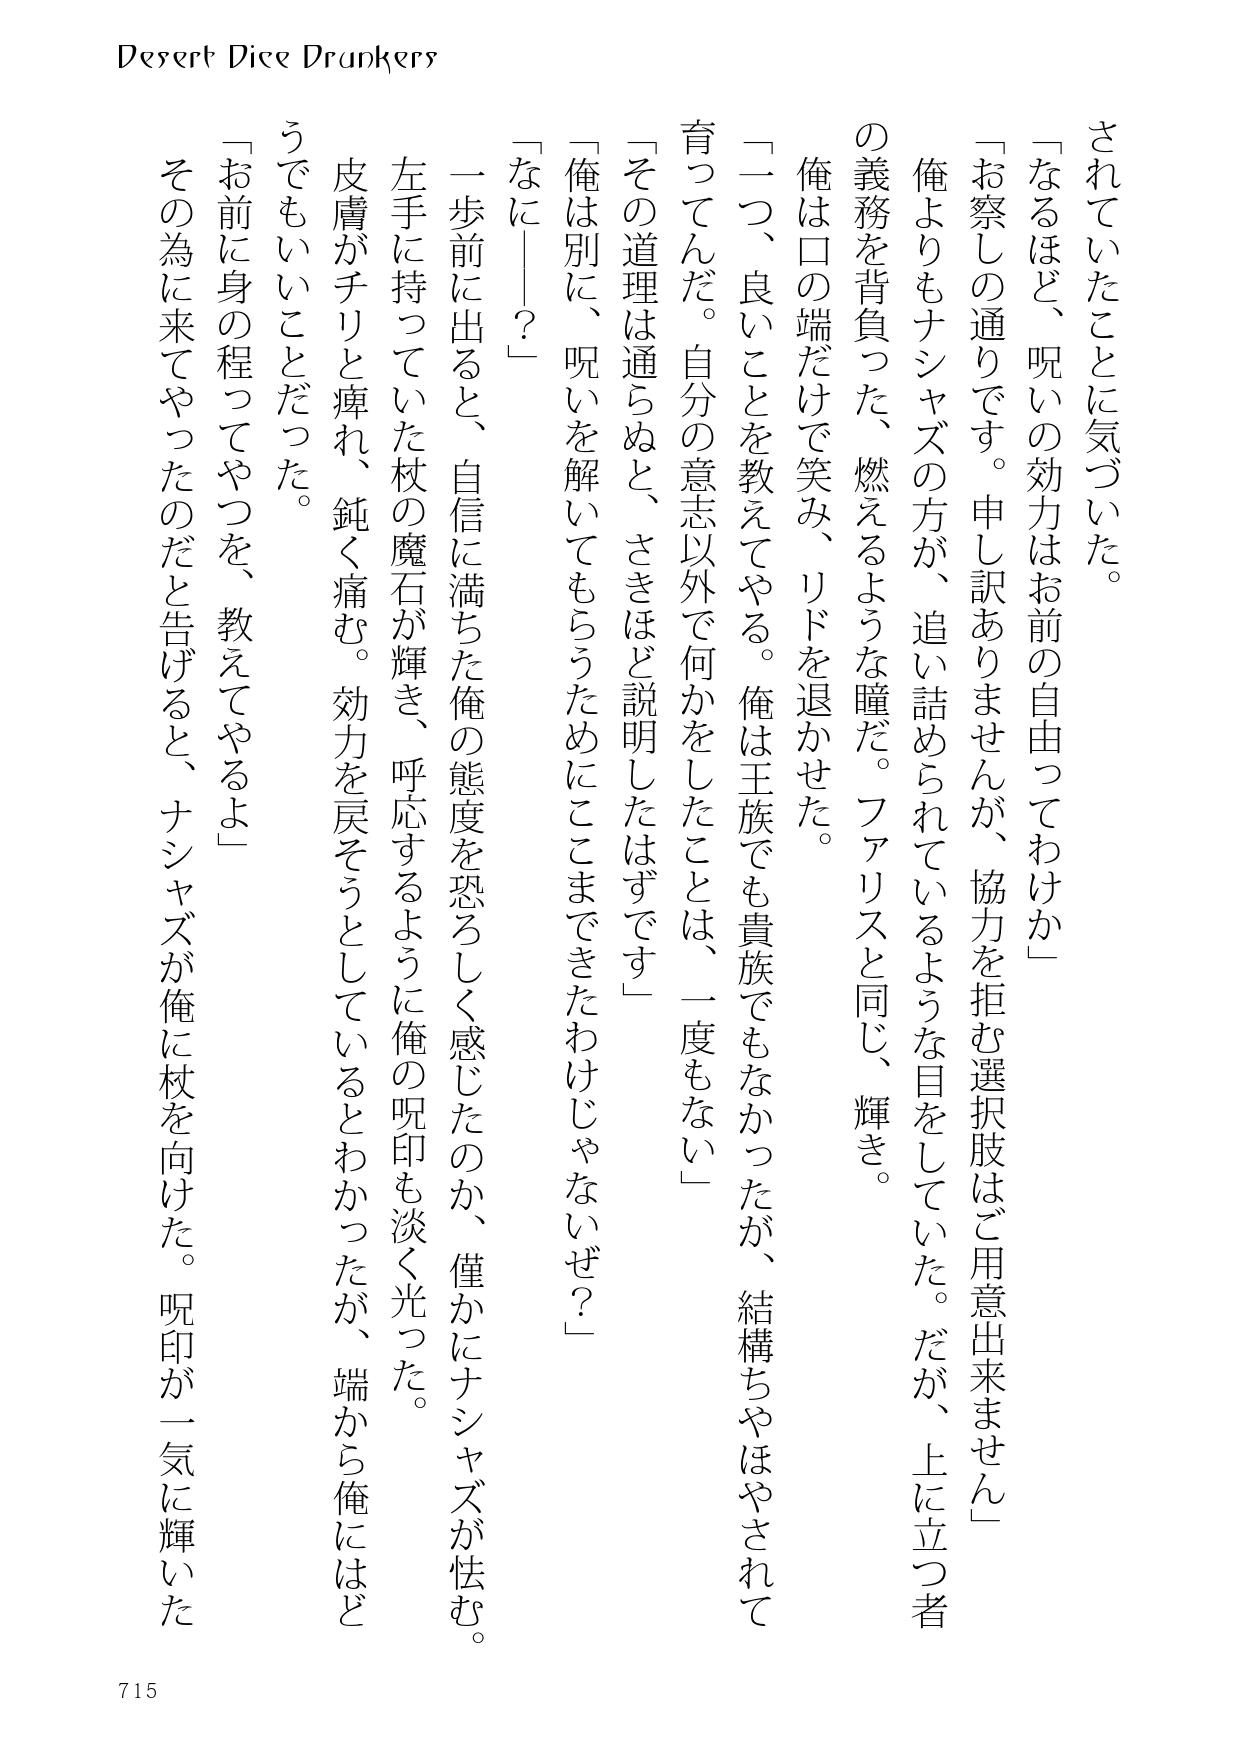 Desert Dice Drunkers
されていたことに気づいた。
「なるほど、呪いの効力はお前の自由ってわけか」
「お察しの通りです。申し訳ありませんが、協力を拒む選択肢はご用意出来ません」
俺よりもナシャズの方が、追い詰められているような目をしていた。だが、上に立つ者
の義務を背負った、燃えるような瞳だ。ファリスと同じ、輝き。
俺は口の端だけで笑み、リドを退かせた。
「一つ、良いことを教えてやる。俺は王族でも貴族でもなかったが、結構ちやほやされて
育ってんだ。自分の意志以外で何かをしたことは、一度もない」
「その道理は通らぬと、さきほど説明したはずです」
「俺は別に、呪いを解いてもらうためにここまできたわけじゃないぜ？」
「なに――？」
一歩前に出ると、自信に満ちた俺の態度を恐ろしく感じたのか、僅かにナシャズが怯む。
左手に持っていた杖の魔石が輝き、呼応するように俺の呪印も淡く光った。
皮膚がチリと痺れ、鈍く痛む。効力を戻そうとしているとわかったが、端から俺にはど
うでもいいことだった。
「お前に身の程ってやつを、教えてやるよ」
その為に来てやったのだと告げると、ナシャズが俺に杖を向けた。呪印が一気に輝いた
715